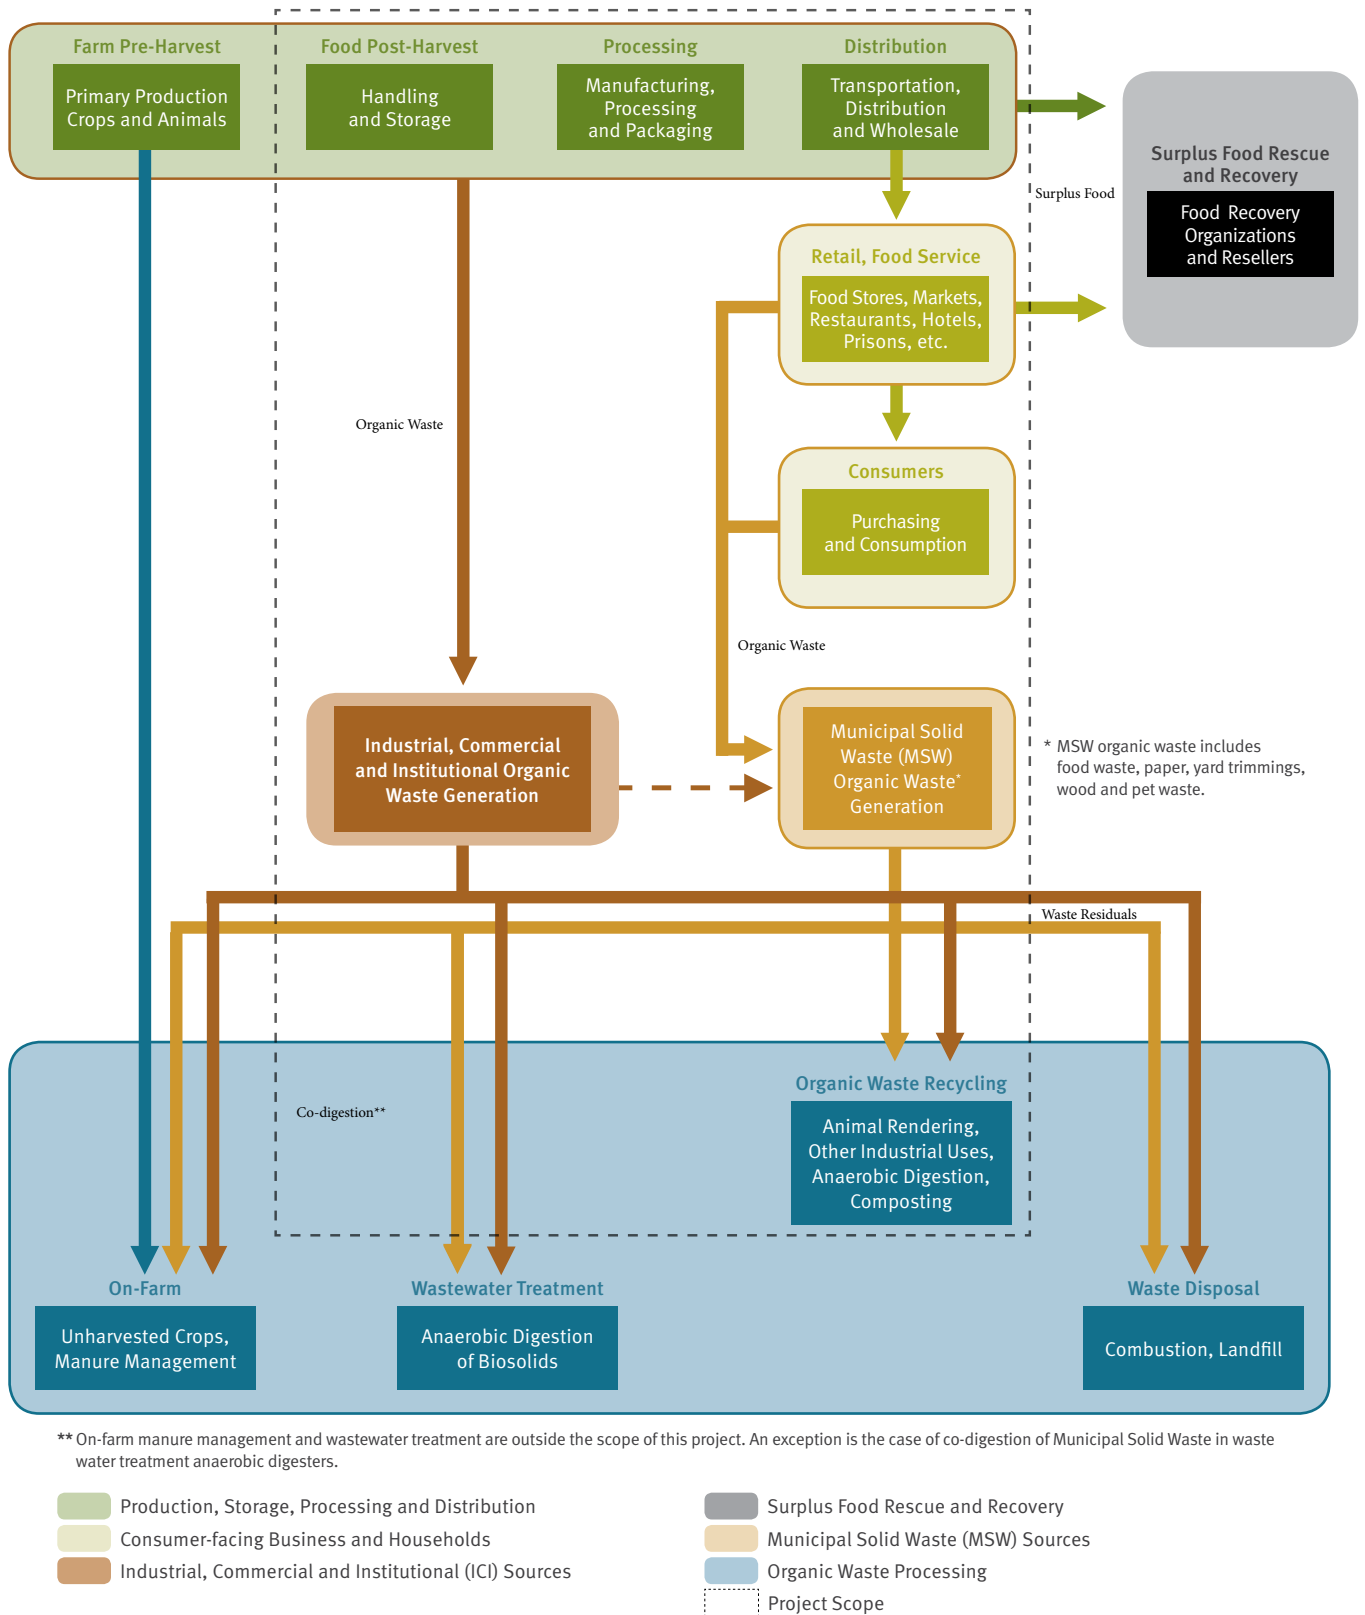 Farm Pre-Harvest
Primary Production
Crops and Animals
Food Post-Harvest
Handling
and Storage
Processing
Manufacturing,
Processing
and Packaging
Distribution
Transportation,
Distribution
and Wholesale
Surplus Food
Surplus Food Rescue
and Recovery
Food Recovery
Organizations
and Resellers
Retail, Food Service
Food Stores, Markets,
Restaurants, Hotels,
Prisons, etc.
Organic Waste
Consumers
Purchasing
and Consumption
Organic Waste
Industrial, Commercial
and Institutional Organic
Waste Generation
Municipal Solid
Waste (MSW)
Organic Waste*
Generation
* MSW organic waste includes
food waste, paper, yard trimmings,
wood and pet waste.
Waste Residuals
Organic Waste Recycling
Animal Rendering,
Other Industrial Uses,
Anaerobic Digestion,
Composting
Co-digestion**
On-Farm
Unharvested Crops,
Manure Management
Wastewater Treatment
Anaerobic Digestion
of Biosolids
Waste Disposal
Combustion, Landfill
** On-farm manure management and wastewater treatment are outside the scope of this project. An exception is the case of co-digestion of Municipal Solid Waste in waste
water treatment anaerobic digesters.
Production, Storage, Processing and Distribution
Consumer-facing Business and Households
Industrial, Commercial and Institutional (ICI) Sources
Surplus Food Rescue and Recovery
Municipal Solid Waste (MSW) Sources
Organic Waste Processing
Project Scope